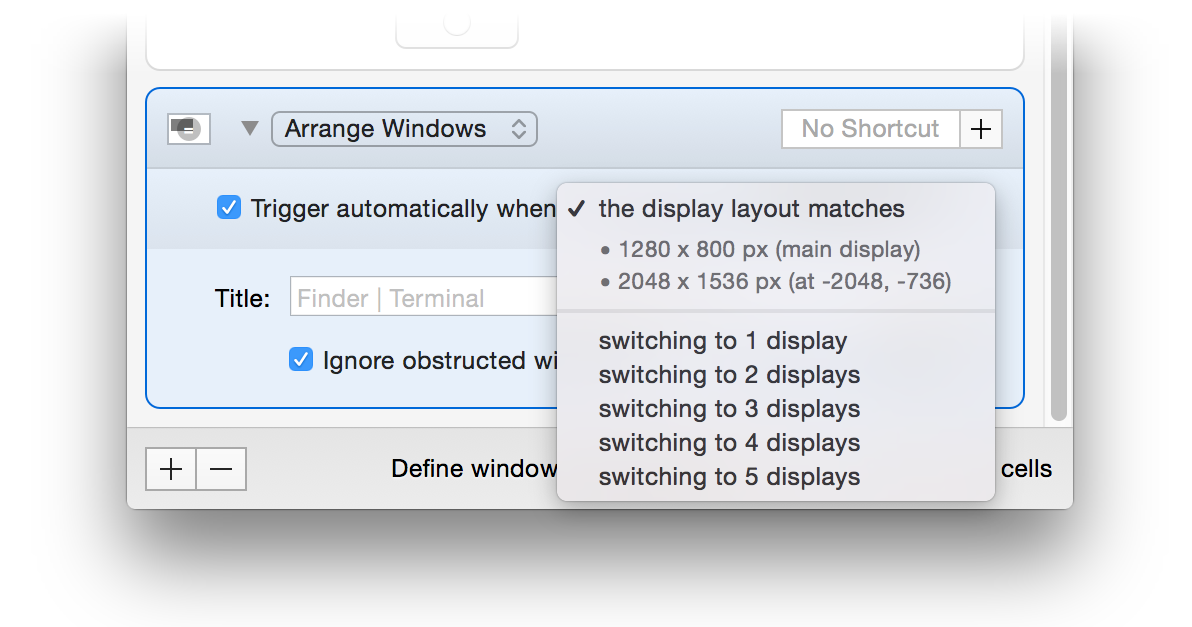 Arrange Windows
No Shortcut
Trigger automatically when
✓ the display layout matches
• 1280 x 800 px (main display)
• 2048 x 1536 px (at -2048, -736)
Title:
Finder | Terminal
switching to 1 display
Ignore obstructed wi
switching to 2 displays
switching to 3 displays
switching to 4 displays
Define window
cells
switching to 5 displays